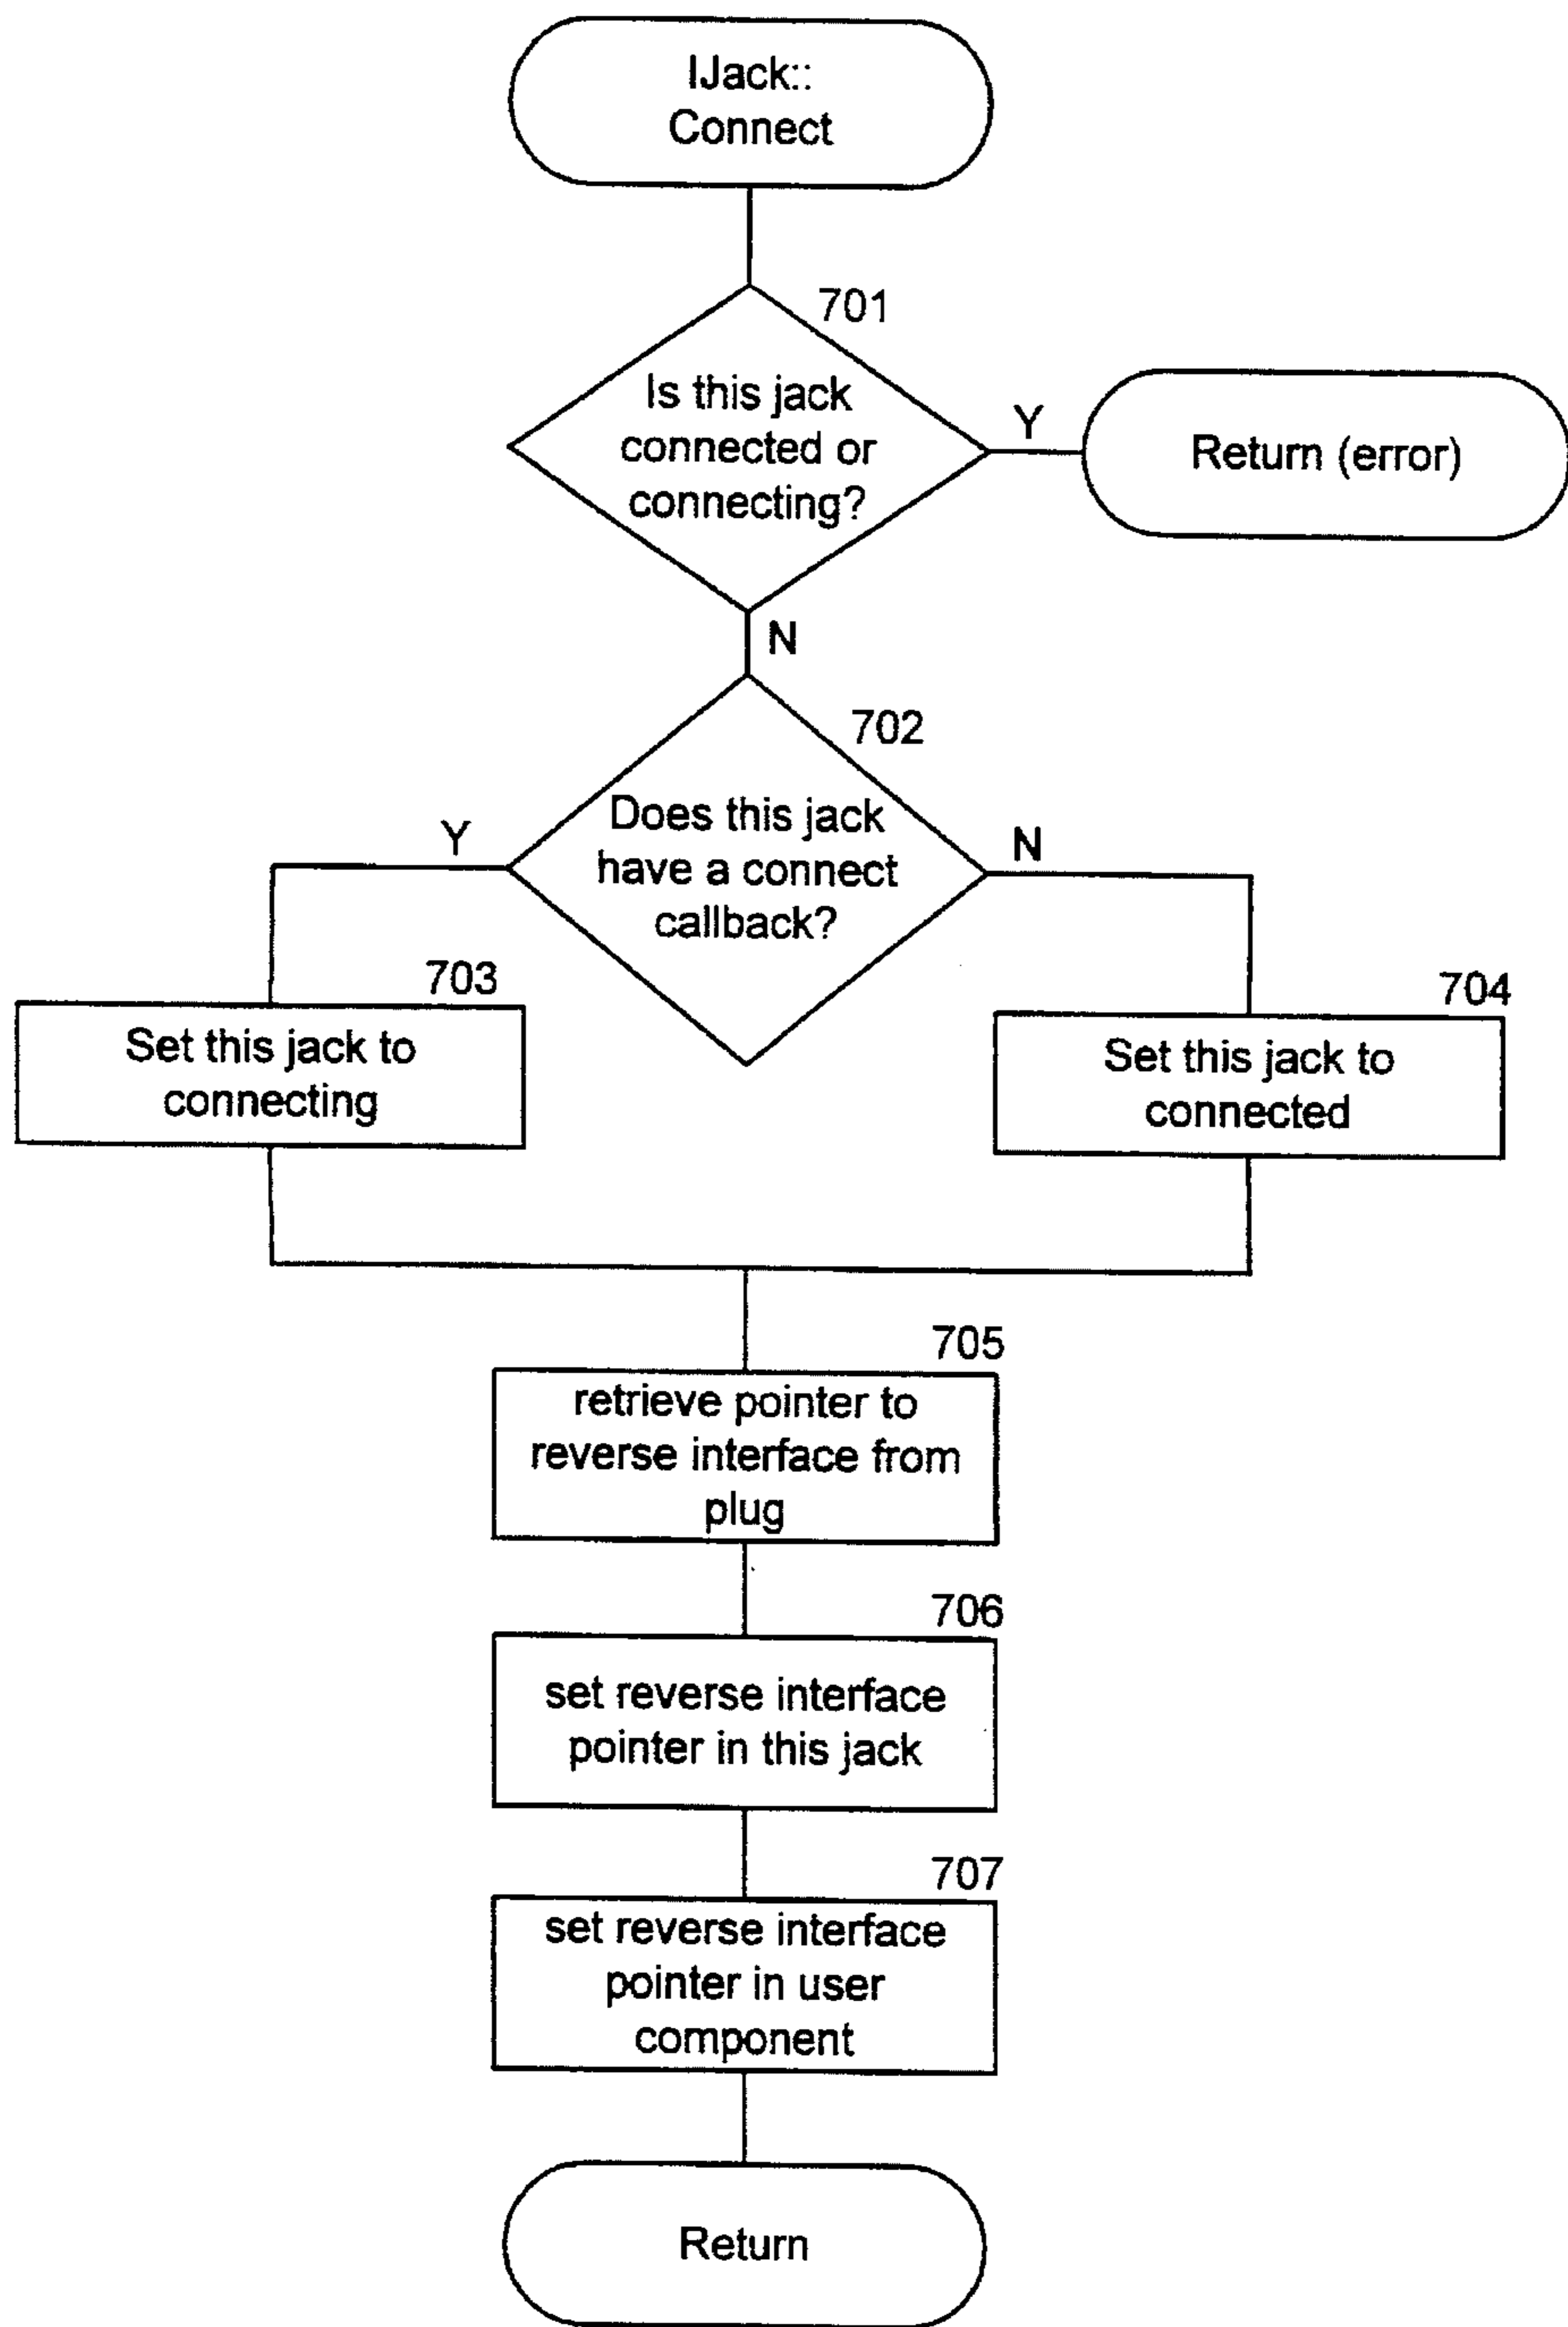 IJack::
Connect
701
Is this jack
connected or
connecting?
Y
Return (error)
N
702
Does this jack
have a connect
callback?
Y
N
703
Set this jack to
connecting
704
Set this jack to
connected
705
retrieve pointer to
reverse interface from
plug
706
set reverse interface
pointer in this jack
707
set reverse interface
pointer in user
component
Return